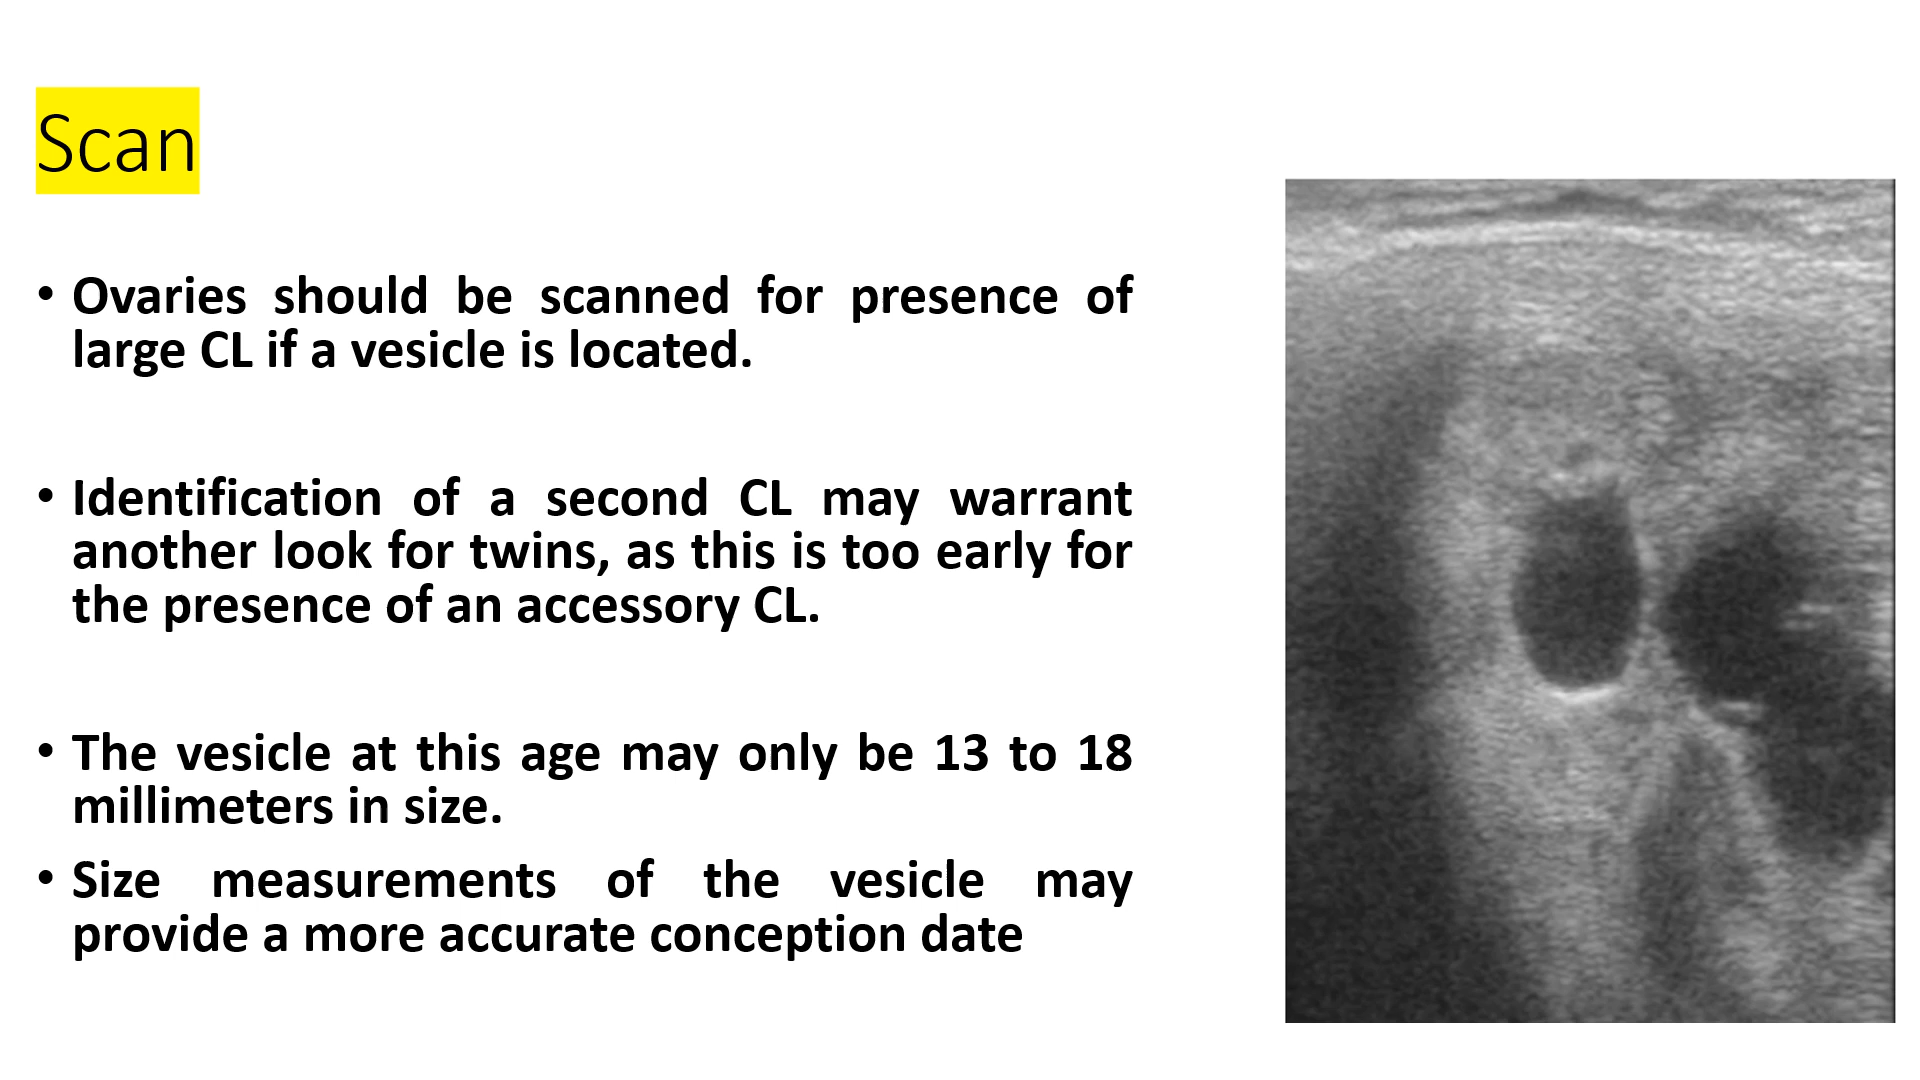 Scan
• Ovaries should be scanned for presence of
large CL if a vesicle is located.
• Identification of a second CL may warrant
another look for twins, as this is too early for
the presence of an accessory CL.
• The vesicle at this age may only be 13 to 18
millimeters in size.
• Size measurements of the vesicle may
provide a more accurate conception date